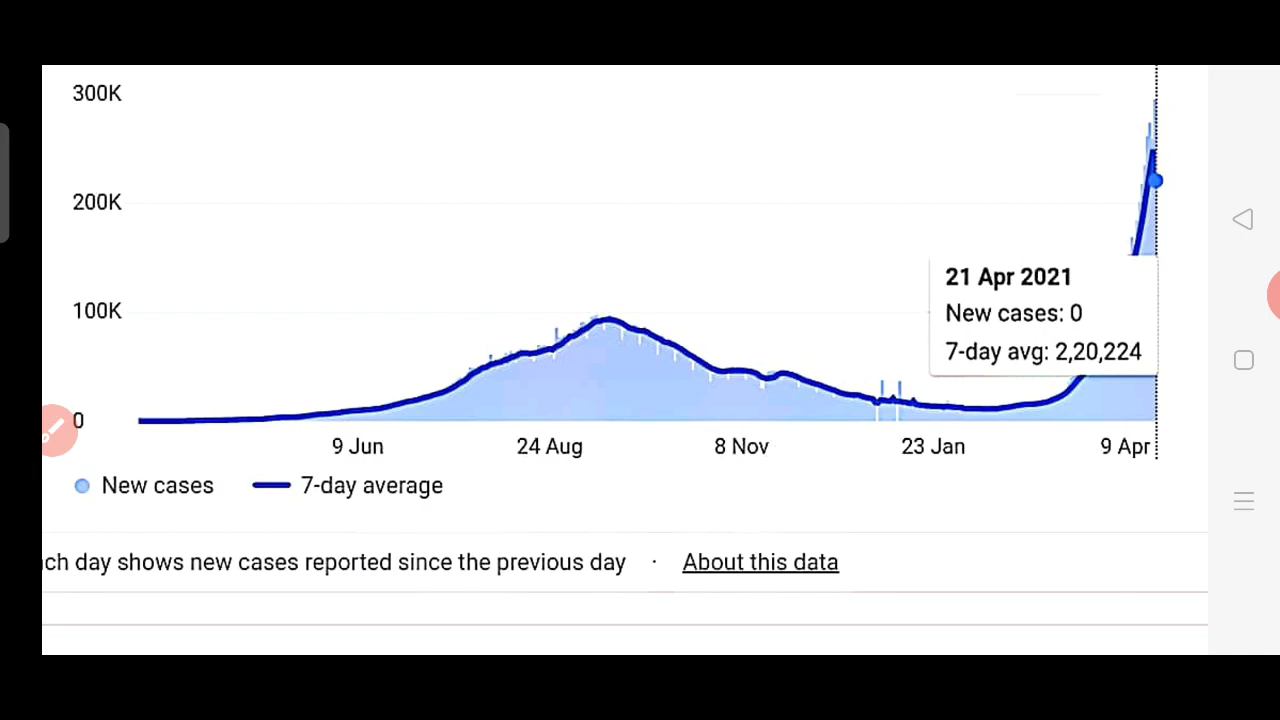 300K
200K
100K
0
21 Apr 2021
New cases: 0
7-day avg: 2,20,224
9 Jun 24 Aug 8 Nov 23 Jan 9 Apr
New cases 7-day average
ch day shows new cases reported since the previous day · About this data